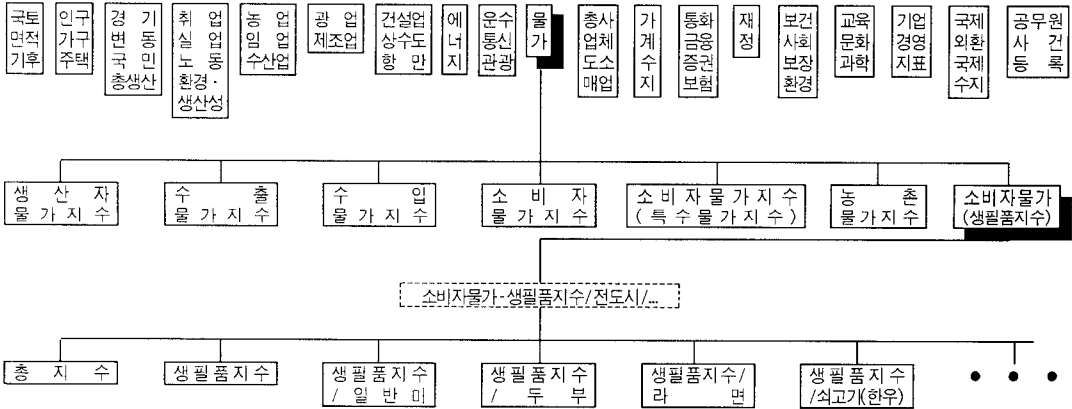 국토
면적
기후
인구
가구
주택
경 기
변 동
국 민
총생산
취 업
실 업
노 동
환경·
생산성
농 업
임 업
수산업
광 업
제조업
건설업
상수도
항 만
에
너
지
운수
통신
관광
물
가
총사
업체
도소
매업
가
계
수
지
통화
금융
증권
보험
재
정
보건
사회
보장
환경
교육
문화
과학
기업
경영
지표
국제
외환
국제
수지
공무원
사 건
등 록
생 산 자
물 가 지 수
수 출
물 가 지 수
수 입
물 가 지 수
소 비 자
물 가 지 수
소 비 자 물 가 지 수
( 특 수 물 가 지 수 )
농 촌
물가지수
소비자물가
(생필품지수)
소비자물가-생필품지수/전도시/...
총 지 수
생필품지수
생필품지수
/ 일 반 미
생필품지수
/ 두 부
생필품지수/
라 면
생필품지수
/쇠고기(한우)
• • •